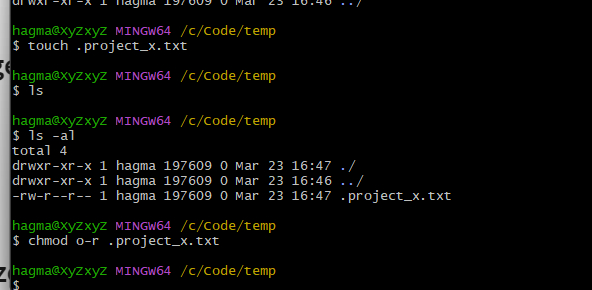 drwxr-xr-x 1 hagma 197609 0 Mar 23 16:46 ../
hagma@XyZxyZ MINGW64 /c/Code/temp
$ touch .project_x.txt
hagma@XyZxyZ MINGW64 /c/Code/temp
$ ls
hagma@XyZxyZ MINGW64 /c/Code/temp
$ ls -al
total 4
drwxr-xr-x 1 hagma 197609 0 Mar 23 16:47 ./
drwxr-xr-x 1 hagma 197609 0 Mar 23 16:46 ../
-rw-r--r-- 1 hagma 197609 0 Mar 23 16:47 .project_x.txt
hagma@XyZxyZ MINGW64 /c/Code/temp
$ chmod o-r .project_x.txt
hagma@XyZxyZ MINGW64 /c/Code/temp
$